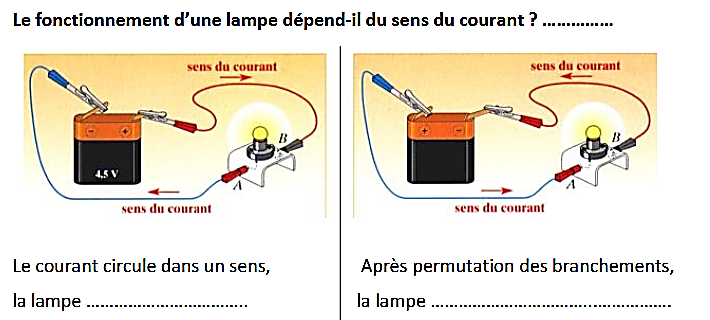 Le fonctionnement d’une lampe dépend-il du sens du courant ? ……………
sens du courant
B
- +
4,5 V
A
sens du courant
Le courant circule dans un sens,
la lampe ……………………………..
sens du courant
B
+ -
A
sens du courant
Après permutation des branchements,
la lampe ……………………………………………